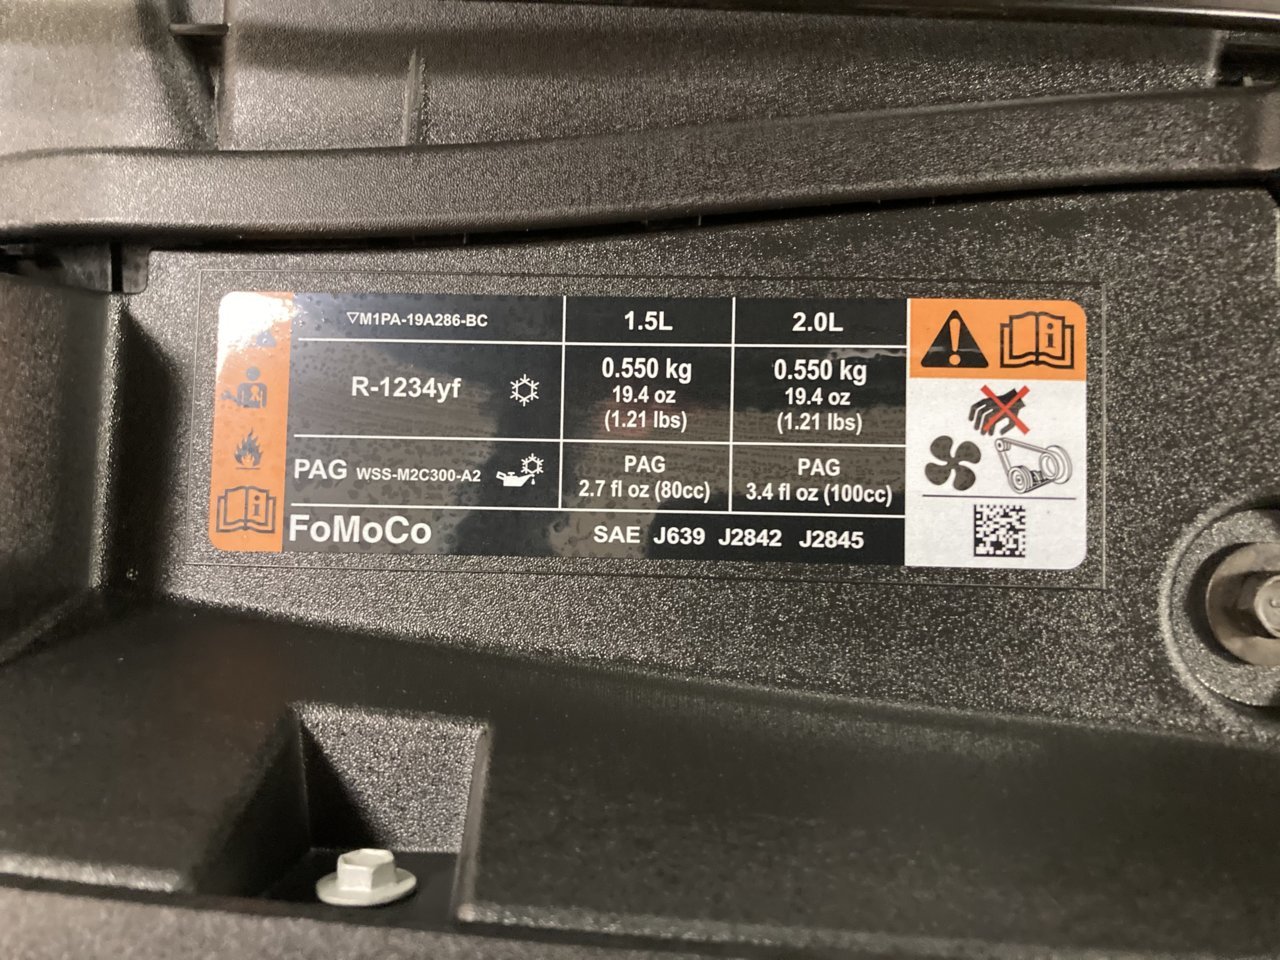 ▽M1PA-19A286-BC 1.5L 2.0L
R-1234yf 0.550 kg 0.550 kg
19.4 oz 19.4 oz
(1.21 lbs) (1.21 lbs)
PAG WSS-M2C300-A2 PAG PAG
2.7 fl oz (80cc) 3.4 fl oz (100cc)
FoMoCo SAE J639 J2842 J2845